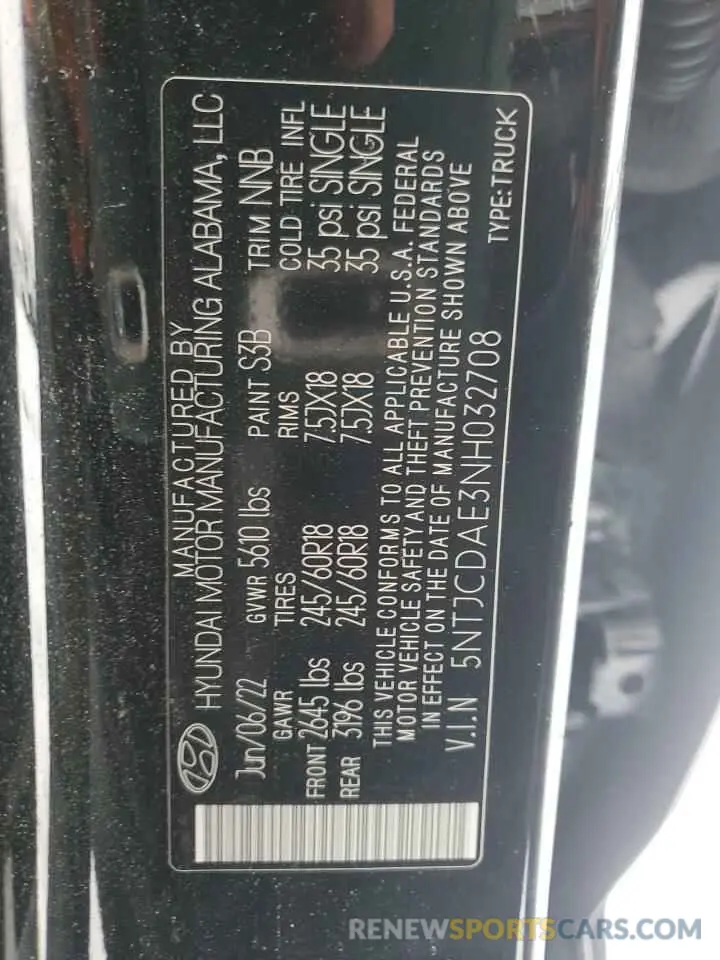 MANUFACTURED BY
HYUNDAI MOTOR MANUFACTURING ALABAMA, LLC
Jun/06/22 GVWR 5610 lbs PAINT S3B TRIM NNB
GAWR TIRES RIMS COLD TIRE INFL
FRONT 2645 lbs 245/60R18 7.5JX18 35 psi SINGLE
REAR 3196 lbs 245/60R18 7.5JX18 35 psi SINGLE
THIS VEHICLE CONFORMS TO ALL APPLICABLE U.S.A. FEDERAL
MOTOR VEHICLE SAFETY AND THEFT PREVENTION STANDARDS
IN EFFECT ON THE DATE OF MANUFACTURE SHOWN ABOVE
V.I.N 5NTJCDAE3NH032708
TYPE:TRUCK
RENEWSPORTSCARS.COM